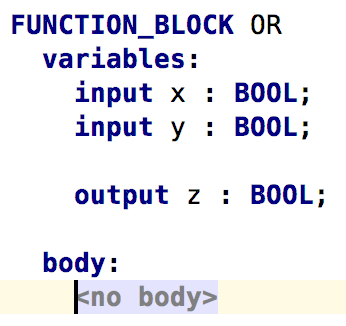 FUNCTION_BLOCK OR
variables:
input x : BOOL;
input y : BOOL;
output z : BOOL;
body:
<no body>